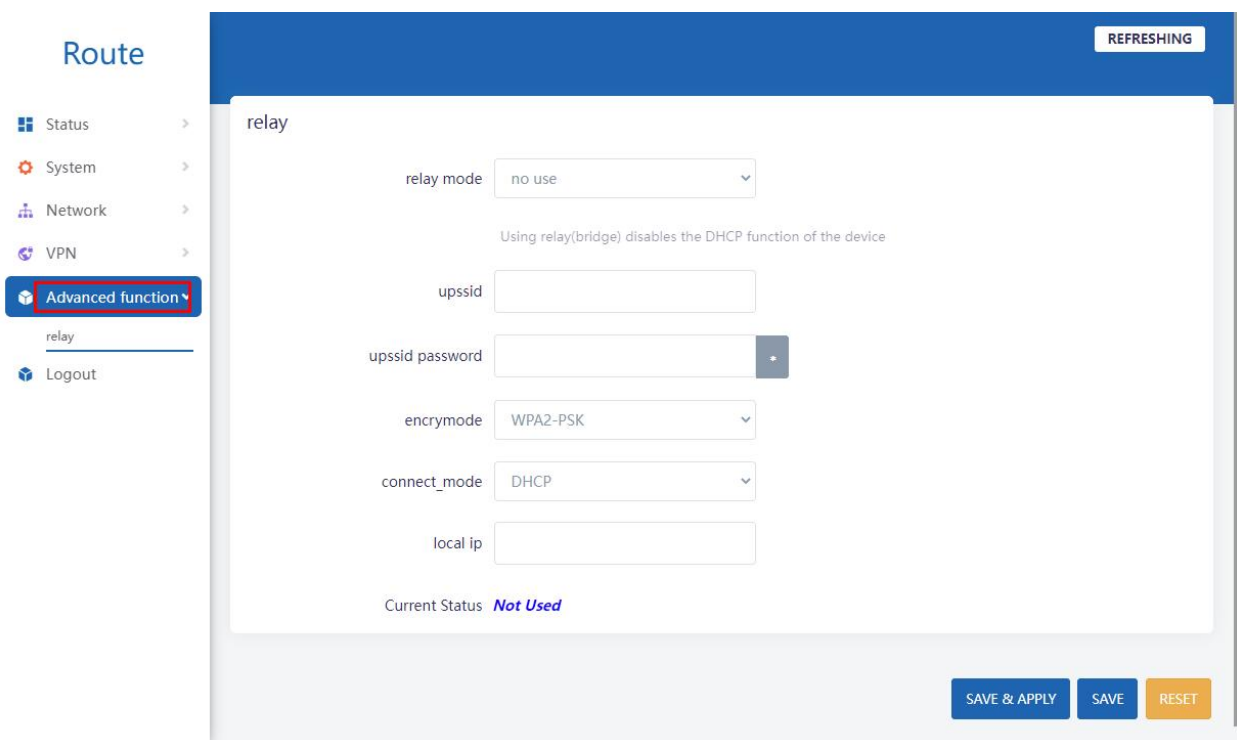 Route
REFRESHING
Status
System
Network
VPN
Advanced function
relay
Logout
relay
relay mode no use
Using relay(bridge) disables the DHCP function of the device
upssid
upssid password *
encrymode WPA2-PSK
connect_mode DHCP
local ip
Current Status Not Used
SAVE & APPLY SAVE RESET